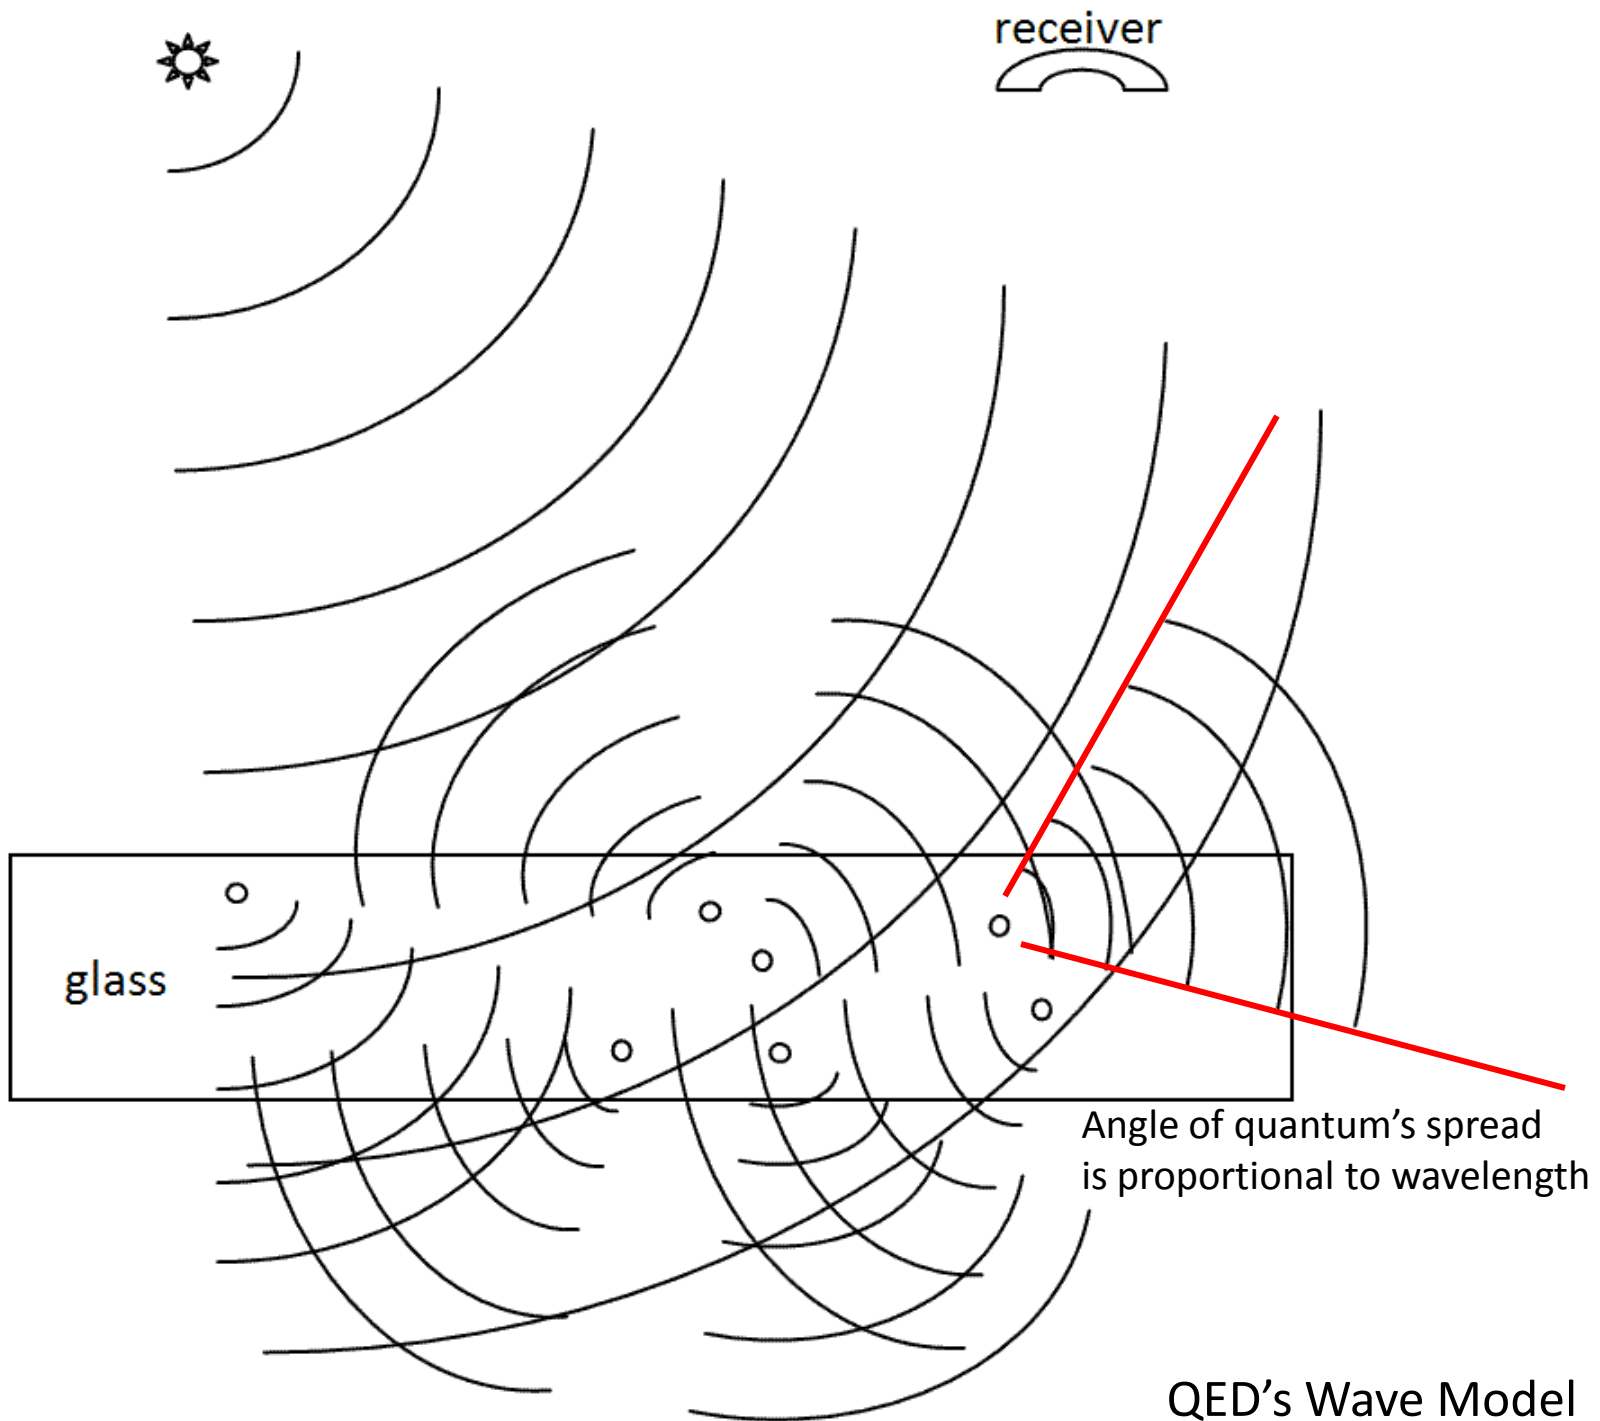 receiver
glass
Angle of quantum’s spread
is proportional to wavelength
QED’s Wave Model